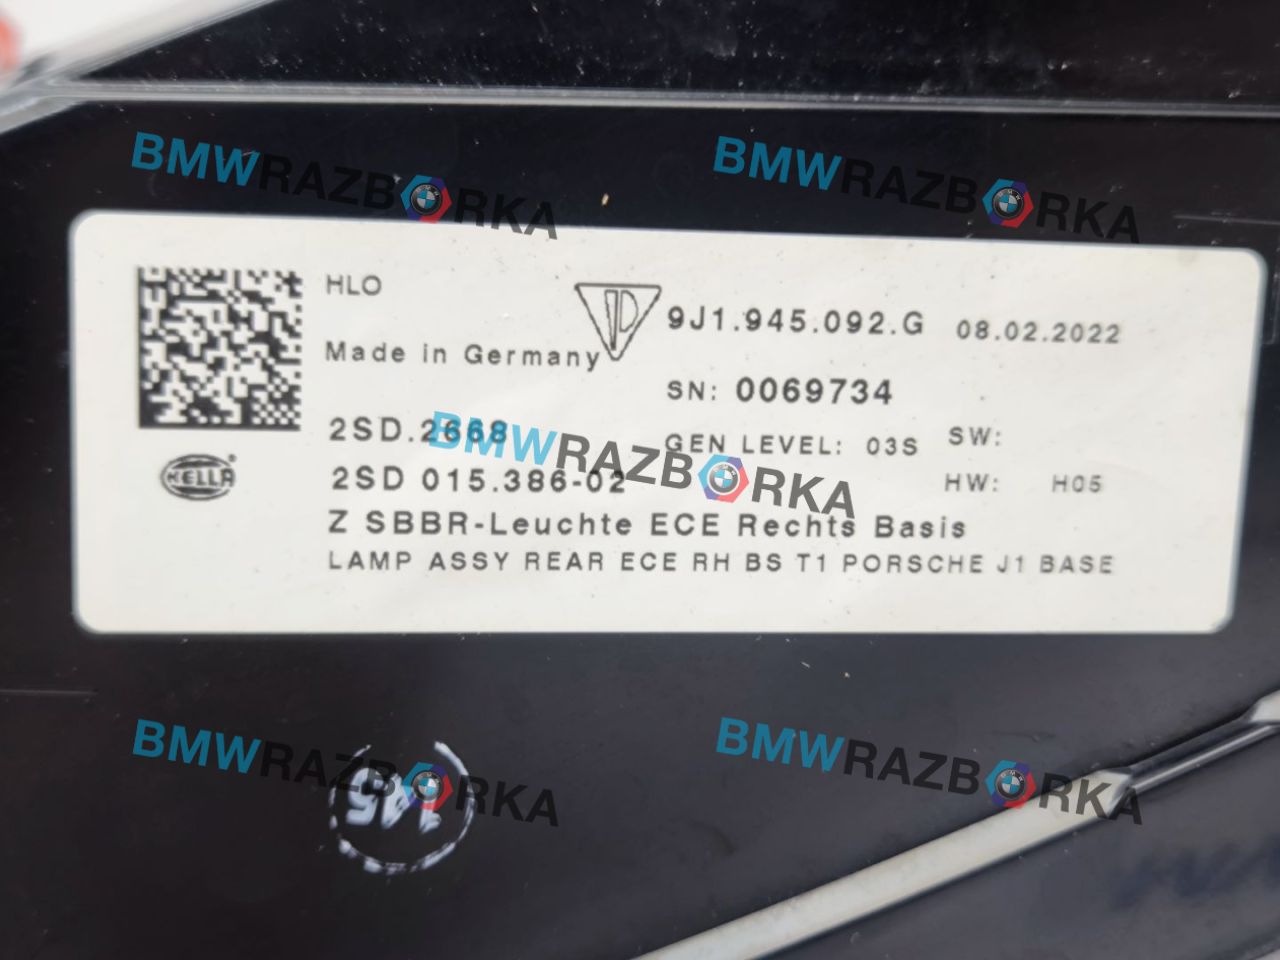 BMWRAZBORKA
BMWRAZBORKA
HLO
9J1.945.092.G 08.02.2022
Made in Germany
SN: 0069734
2SD.2668
GEN LEVEL: 03S SW:
BMWRAZBORKA
HELLA
2SD 015.386-02
HW: H05
Z SBBR-Leuchte ECE Rechts Basis
LAMP ASSY REAR ECE RH BS T1 PORSCHE J1 BASE
BMWRAZBORKA
BMWRAZBORKA
145